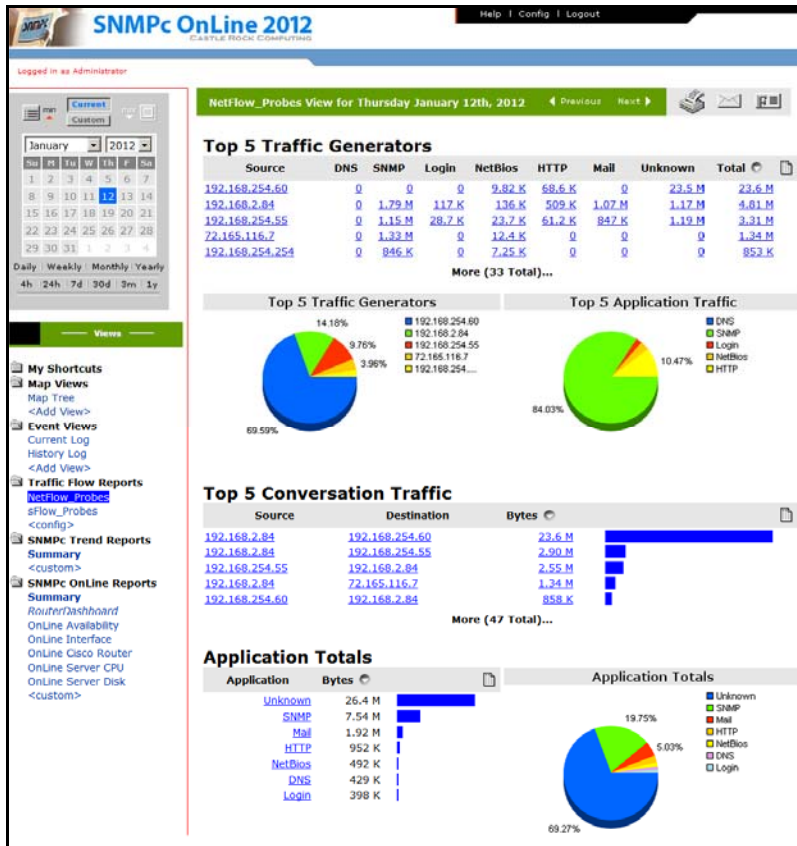 SNMPc OnLine 2012
CASTLE ROCK COMPUTING
Help | Config | Logout
Logged in as Administrator
min
Current
Custom
max
January 2012
Su M Tu W Th F Sa
1 2 3 4 5 6 7
8 9 10 11 12 13 14
15 16 17 18 19 20 21
22 23 24 25 26 27 28
29 30 31 1 2 3 4
Daily Weekly Monthly Yearly
4h 24h 7d 30d 3m 1y
Views
My Shortcuts
Map Views
Map Tree
<Add View>
Event Views
Current Log
History Log
<Add View>
Traffic Flow Reports
NetFlow_Probes
sFlow_Probes
<config>
SNMPc Trend Reports
Summary
<custom>
SNMPc OnLine Reports
Summary
RouterDashboard
OnLine Availability
OnLine Interface
OnLine Cisco Router
OnLine Server CPU
OnLine Server Disk
<custom>
NetFlow_Probes View for Thursday January 12th, 2012 Previous Next
Top 5 Traffic Generators
Source DNS SNMP Login NetBios HTTP Mail Unknown Total
192.168.254.60 0 0 0 9.82 K 68.6 K 0 23.5 M 23.6 M
192.168.2.84 0 1.79 M 117 K 136 K 509 K 1.07 M 1.17 M 4.81 M
192.168.254.55 0 1.15 M 28.7 K 23.7 K 61.2 K 847 K 1.19 M 3.31 M
72.165.116.7 0 1.33 M 0 12.4 K 0 0 0 1.34 M
192.168.254.254 0 846 K 0 7.25 K 0 0 0 853 K
More (33 Total)...
Top 5 Traffic Generators
14.18%
9.76%
3.96%
69.59%
192.168.254.60
192.168.2.84
192.168.254.55
72.165.116.7
192.168.254....
Top 5 Application Traffic
10.47%
84.03%
DNS
SNMP
Login
NetBios
HTTP
Top 5 Conversation Traffic
Source Destination Bytes
192.168.2.84 192.168.254.60 23.6 M
192.168.2.84 192.168.254.55 2.90 M
192.168.254.55 192.168.2.84 2.55 M
192.168.2.84 72.165.116.7 1.34 M
192.168.254.60 192.168.2.84 858 K
More (47 Total)...
Application Totals
Application Bytes
Unknown 26.4 M
SNMP 7.54 M
Mail 1.92 M
HTTP 952 K
NetBios 492 K
DNS 429 K
Login 398 K
Application Totals
19.75%
5.03%
69.27%
Unknown
SNMP
Mail
HTTP
NetBios
DNS
Login